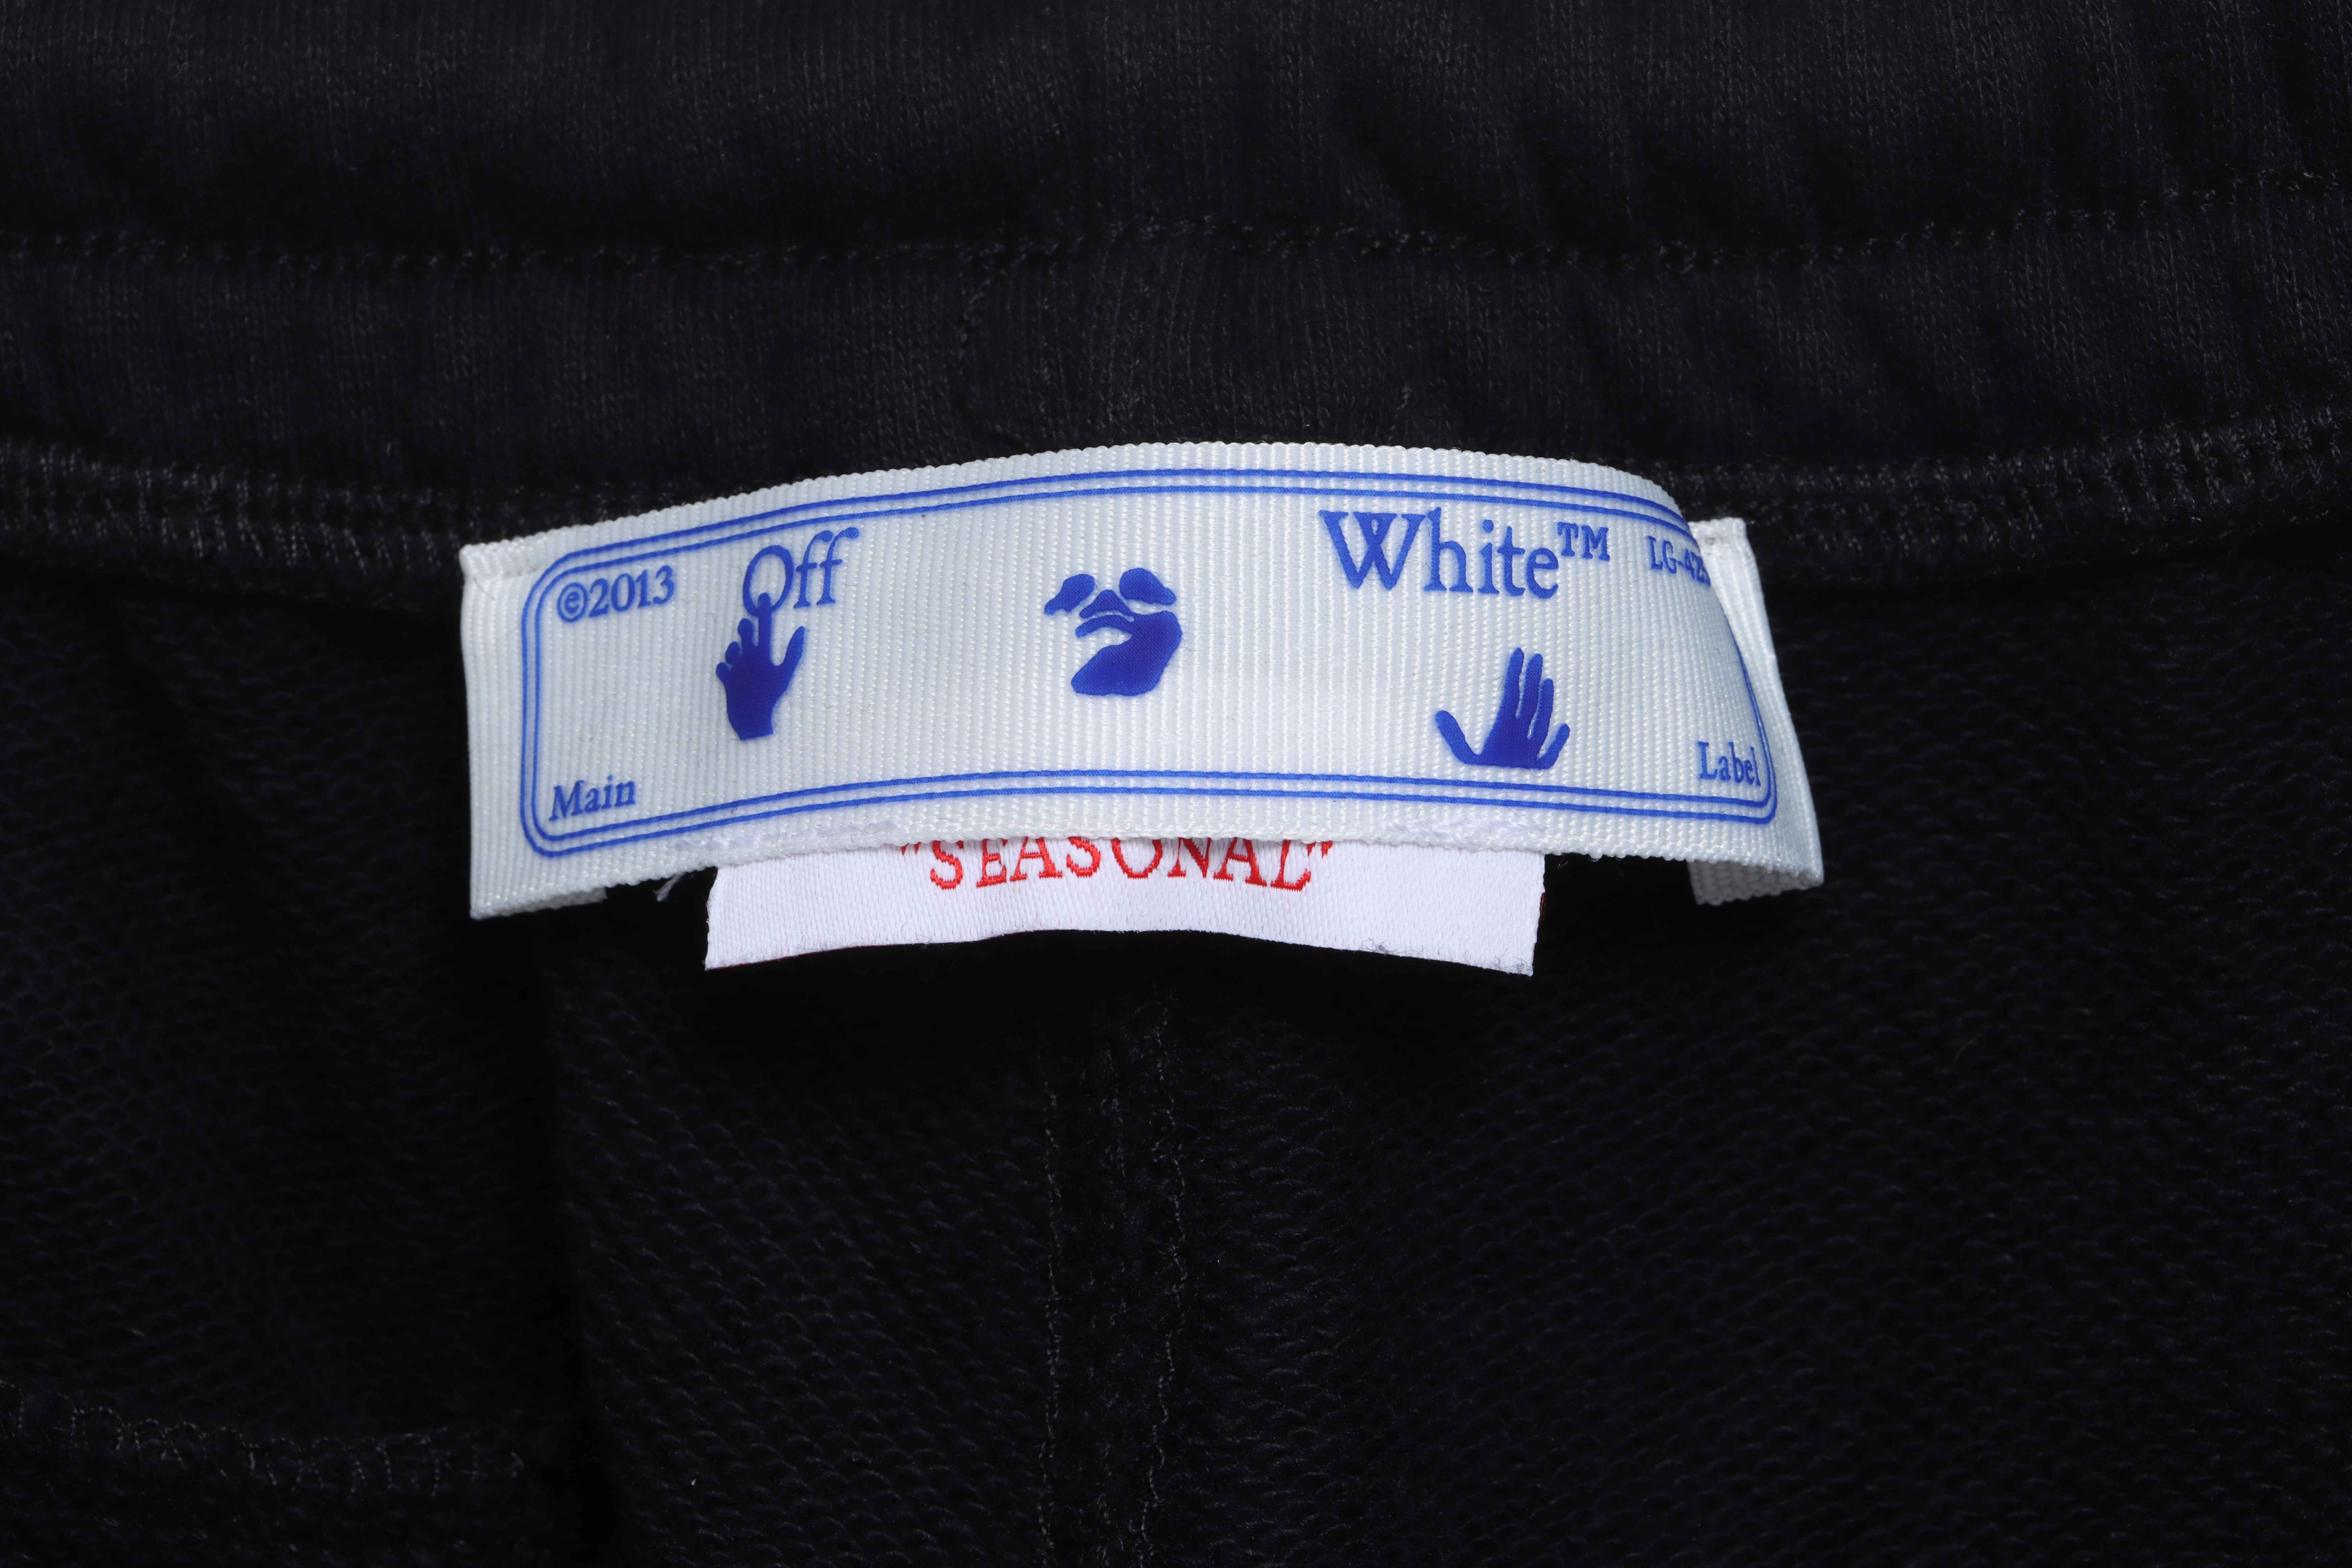 ©2013 Off White™
Main Label
"SEASONAL"